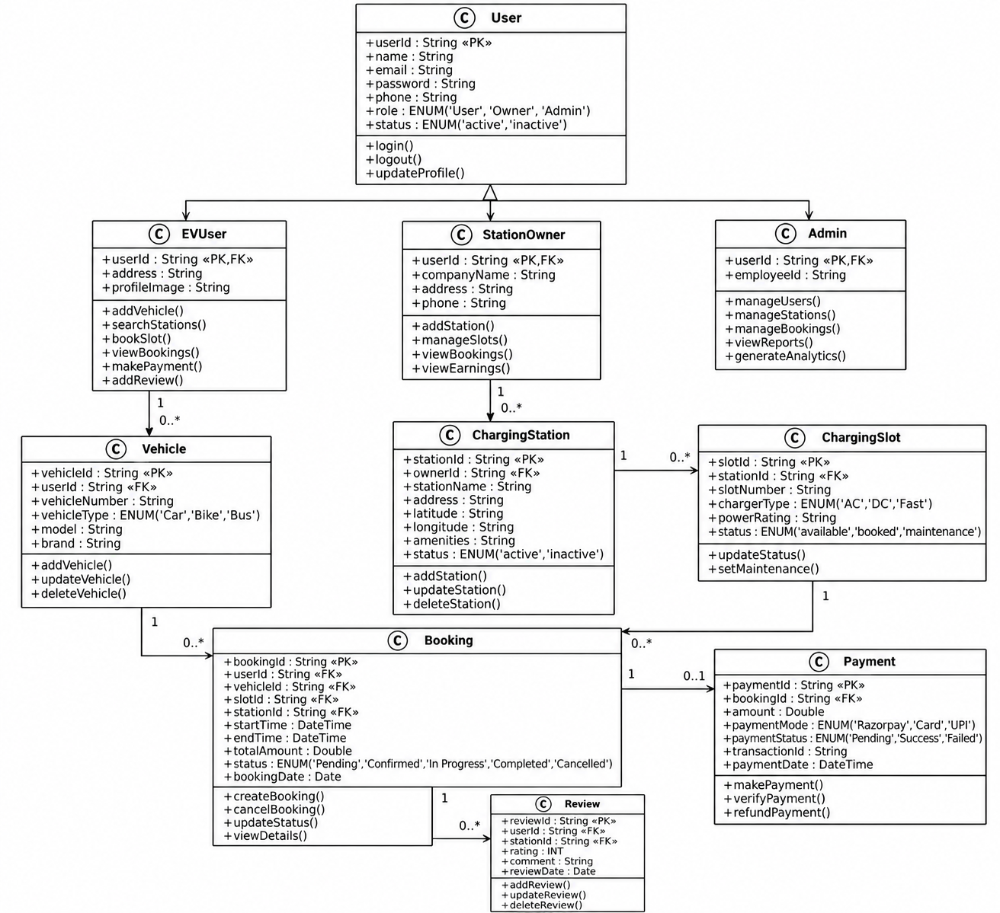 C User
+userId : String «PK»
+name : String
+email : String
+password : String
+phone : String
+role : ENUM('User', 'Owner', 'Admin')
+status : ENUM('active','inactive')
+login()
+logout()
+updateProfile()
C EVUser
+userId : String «PK,FK»
+address : String
+profileImage : String
+addVehicle()
+searchStations()
+bookSlot()
+viewBookings()
+makePayment()
+addReview()
C StationOwner
+userId : String «PK,FK»
+companyName : String
+address : String
+phone : String
+addStation()
+manageSlots()
+viewBookings()
+viewEarnings()
C Admin
+userId : String «PK,FK»
+employeeId : String
+manageUsers()
+manageStations()
+manageBookings()
+viewReports()
+generateAnalytics()
1
0..*
1
0..*
C Vehicle
+vehicleId : String «PK»
+userId : String «FK»
+vehicleNumber : String
+vehicleType : ENUM('Car','Bike','Bus')
+model : String
+brand : String
+addVehicle()
+updateVehicle()
+deleteVehicle()
C ChargingStation
+stationId : String «PK»
+ownerId : String «FK»
+stationName : String
+address : String
+latitude : String
+longitude : String
+amenities : String
+status : ENUM('active','inactive')
+addStation()
+updateStation()
+deleteStation()
1 0..*
C ChargingSlot
+slotId : String «PK»
+stationId : String «FK»
+slotNumber : String
+chargerType : ENUM('AC','DC','Fast')
+powerRating : String
+status : ENUM('available','booked','maintenance')
+updateStatus()
+setMaintenance()
1
0..*
1
0..*
C Booking
+bookingId : String «PK»
+userId : String «FK»
+vehicleId : String «FK»
+slotId : String «FK»
+stationId : String «FK»
+startTime : DateTime
+endTime : DateTime
+totalAmount : Double
+status : ENUM('Pending','Confirmed','In Progress','Completed','Cancelled')
+bookingDate : Date
+createBooking()
+cancelBooking()
+updateStatus()
+viewDetails()
1 0..1
C Payment
+paymentId : String «PK»
+bookingId : String «FK»
+amount : Double
+paymentMode : ENUM('Razorpay','Card','UPI')
+paymentStatus : ENUM('Pending','Success','Failed')
+transactionId : String
+paymentDate : DateTime
+makePayment()
+verifyPayment()
+refundPayment()
1
0..*
C Review
+reviewId : String «PK»
+userId : String «FK»
+stationId : String «FK»
+rating : INT
+comment : String
+reviewDate : Date
+addReview()
+updateReview()
+deleteReview()